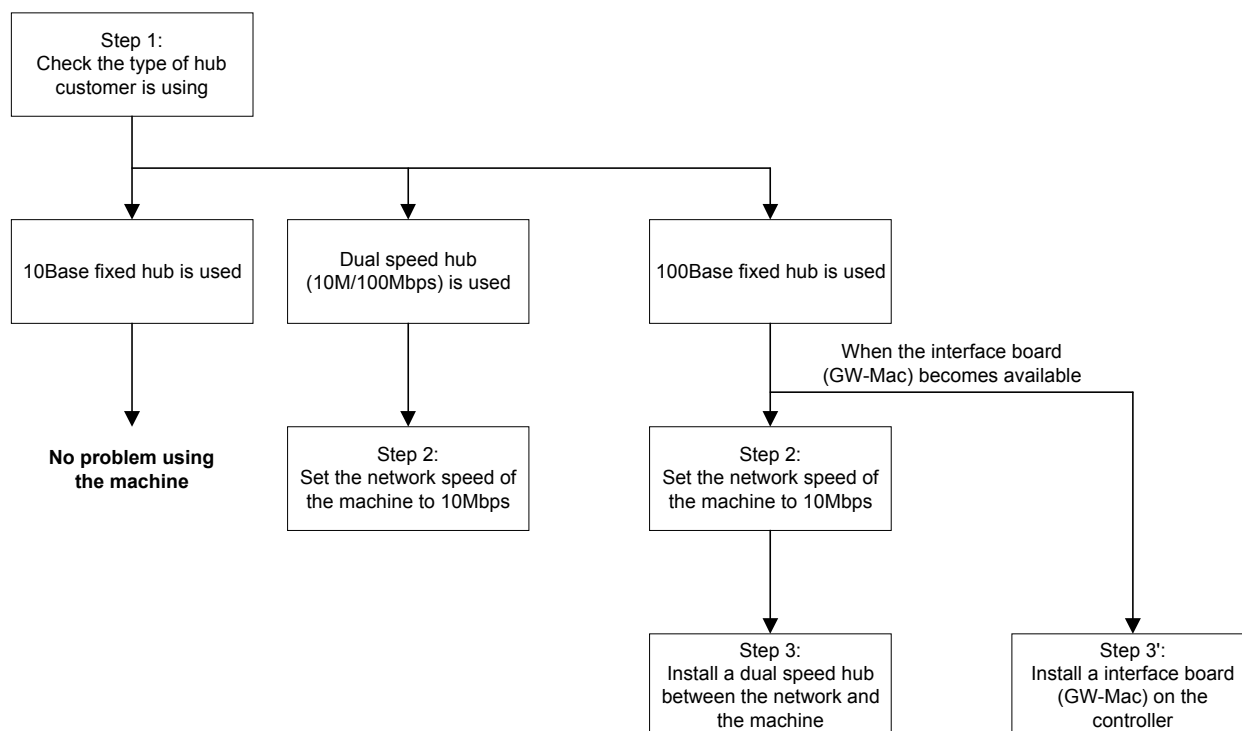 Step 1:
Check the type of hub
customer is using
10Base fixed hub is used
Dual speed hub
(10M/100Mbps) is used
100Base fixed hub is used
When the interface board
(GW-Mac) becomes available
No problem using
the machine
Step 2:
Set the network speed of
the machine to 10Mbps
Step 2:
Set the network speed of
the machine to 10Mbps
Step 3:
Install a dual speed hub
between the network and
the machine
Step 3':
Install a interface board
(GW-Mac) on the
controller